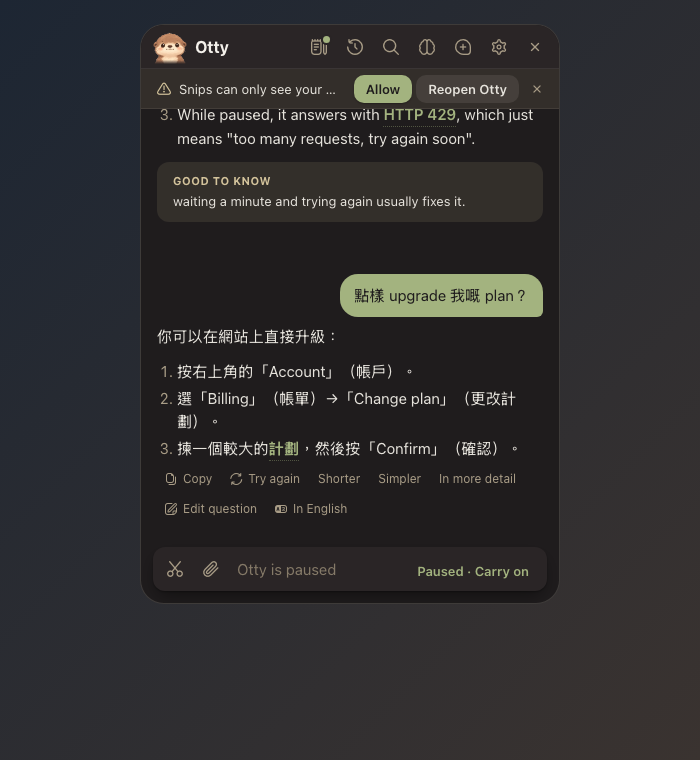 Otty
Snips can only see your ...
Allow
Reopen Otty
3. While paused, it answers with HTTP 429, which just
means "too many requests, try again soon".
GOOD TO KNOW
waiting a minute and trying again usually fixes it.
點樣 upgrade 我嘅 plan？
你可以在網站上直接升級：
1. 按右上角的「Account」（帳戶）。
2. 選「Billing」（帳單）→「Change plan」（更改計
劃）。
3. 揀一個較大的計劃，然後按「Confirm」（確認）。
Copy
Try again
Shorter
Simpler
In more detail
Edit question
In English
Otty is paused
Paused · Carry on